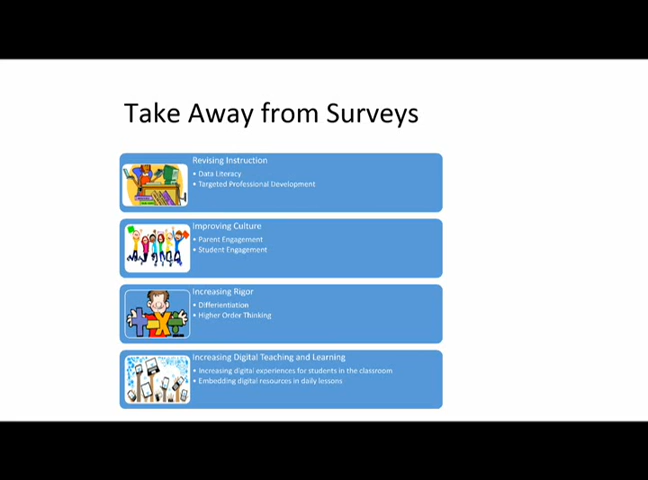 Take Away from Surveys
Revising Instruction
• Data Literacy
• Targeted Professional Development
Improving Culture
• Parent Engagement
• Student Engagement
Increasing Rigor
• Differientiation
• Higher Order Thinking
Increasing Digital Teaching and Learning
• Increasing digital experiences for students in the classroom
• Embedding digital resources in daily lessons